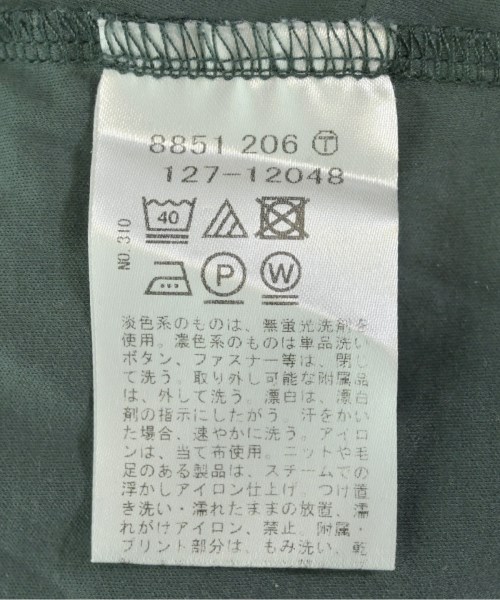 8851 206 Ⓣ
127-12048
NO.310
40
P
W
淡色系のものは、無蛍光洗剤を
使用。濃色系のものは単品洗い
ボタン、ファスナー等は、閉じ
て洗う。取り外し可能な附属品
は、外して洗う。漂白は、漂白
剤の指示にしたがう 汗をかい
た場合、速やかに洗う。アイロ
ンは、当て布使用。ニットや毛
足のある製品は、スチームでの
浮かしアイロン仕上げ。つけ置
き洗い・濡れたままの放置、濡
れがけアイロン、禁止。附属・
プリント部分は、もみ洗い、乾